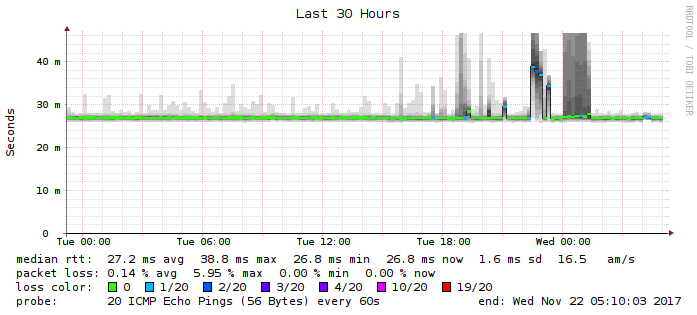 Last 30 Hours
RRDTOOL / TOBI OETIKER
Seconds
40 m
30 m
20 m
10 m
0
Tue 00:00 Tue 06:00 Tue 12:00 Tue 18:00 Wed 00:00
median rtt: 27.2 ms avg 38.8 ms max 26.8 ms min 26.8 ms now 1.6 ms sd 16.5 am/s
packet loss: 0.14 % avg 5.95 % max 0.00 % min 0.00 % now
loss color: 0 1/20 2/20 3/20 4/20 10/20 19/20
probe: 20 ICMP Echo Pings (56 Bytes) every 60s end: Wed Nov 22 05:10:03 2017